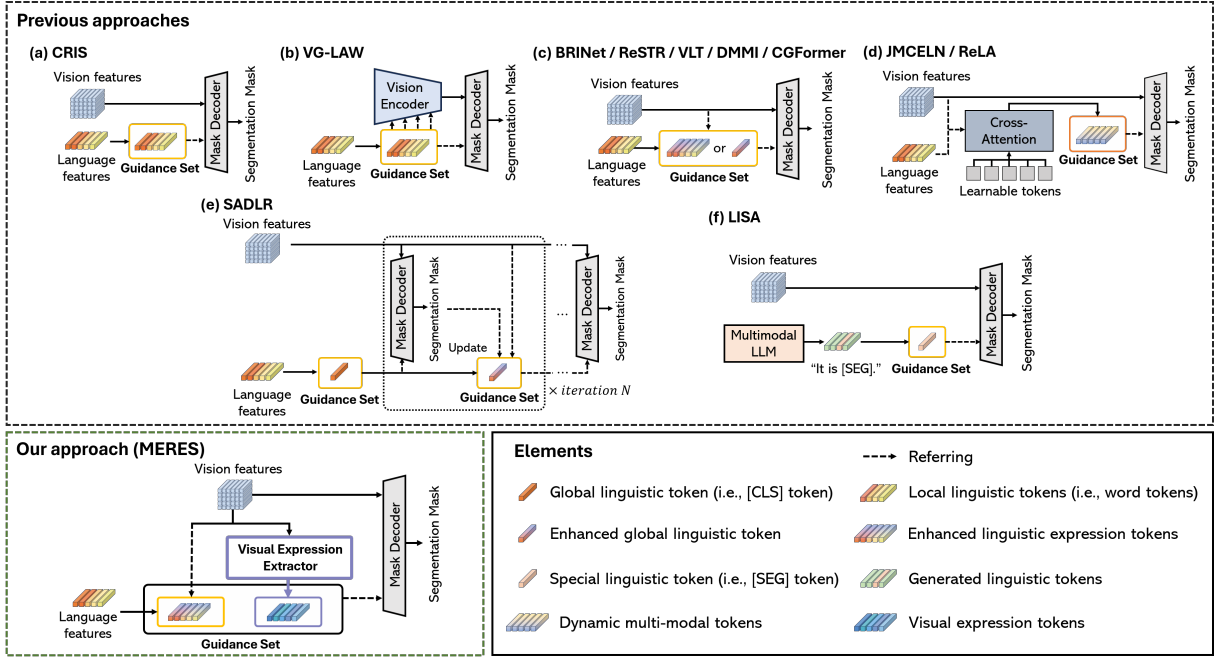 Previous approaches
(a) CRIS
Vision features
Language
features
Guidance Set
Mask Decoder
Segmentation Mask
(b) VG-LAW
Vision
Encoder
Language
features
Guidance Set
Mask Decoder
Segmentation Mask
(c) BRINet / ReSTR / VLT / DMMI / CGFormer
Vision features
Language
features
or
Guidance Set
Mask Decoder
Segmentation Mask
(d) JMCELN / ReLA
Vision features
Language
features
Cross-
Attention
Learnable tokens
Guidance Set
Mask Decoder
Segmentation Mask
(e) SADLR
Vision features
Language
features
Guidance Set
Mask Decoder
Segmentation Mask
Update
Guidance Set
...
...
...
× iteration N
Mask Decoder
Segmentation Mask
(f) LISA
Vision features
Multimodal
LLM
“It is [SEG].”
Guidance Set
Mask Decoder
Segmentation Mask
Our approach (MERES)
Vision features
Visual Expression
Extractor
Language
features
Guidance Set
Mask Decoder
Segmentation Mask
Elements
Referring
Global linguistic token (i.e., [CLS] token)
Local linguistic tokens (i.e., word tokens)
Enhanced global linguistic token
Enhanced linguistic expression tokens
Special linguistic token (i.e., [SEG] token)
Generated linguistic tokens
Dynamic multi-modal tokens
Visual expression tokens